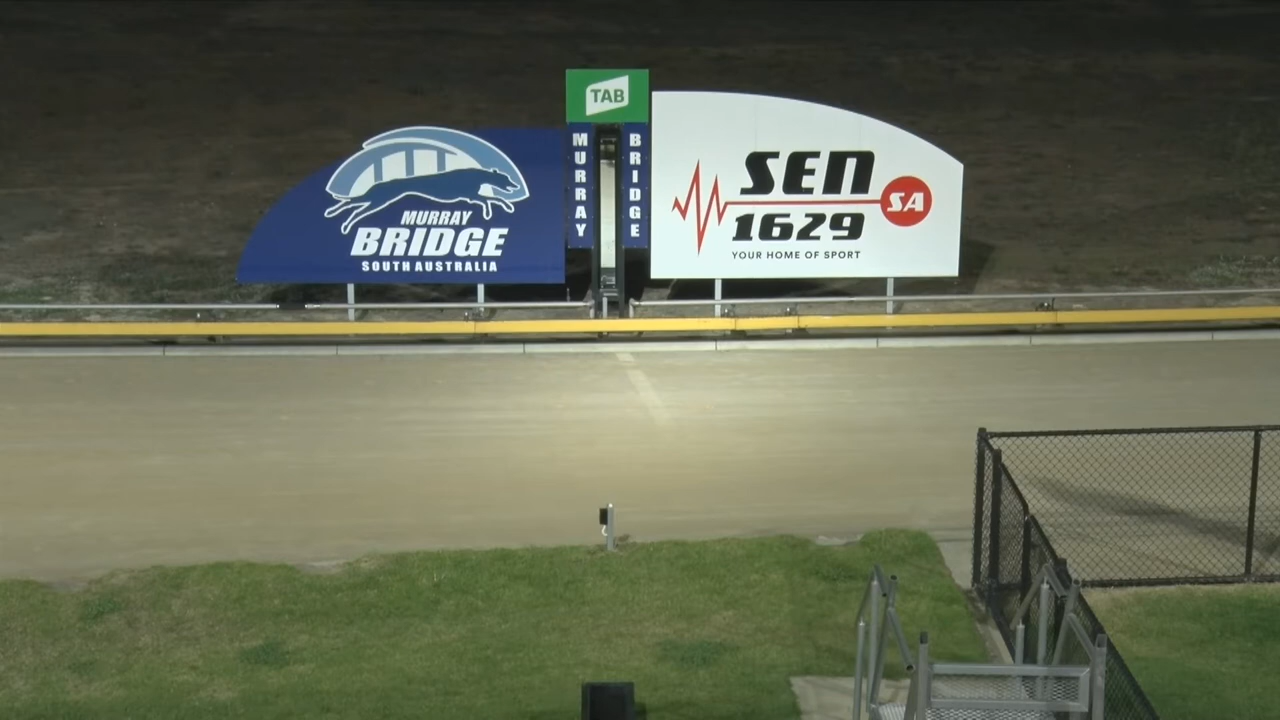 TAB
MURRAY
BRIDGE
MURRAY
BRIDGE
SOUTH AUSTRALIA
SEN
SA
1629
YOUR HOME OF SPORT